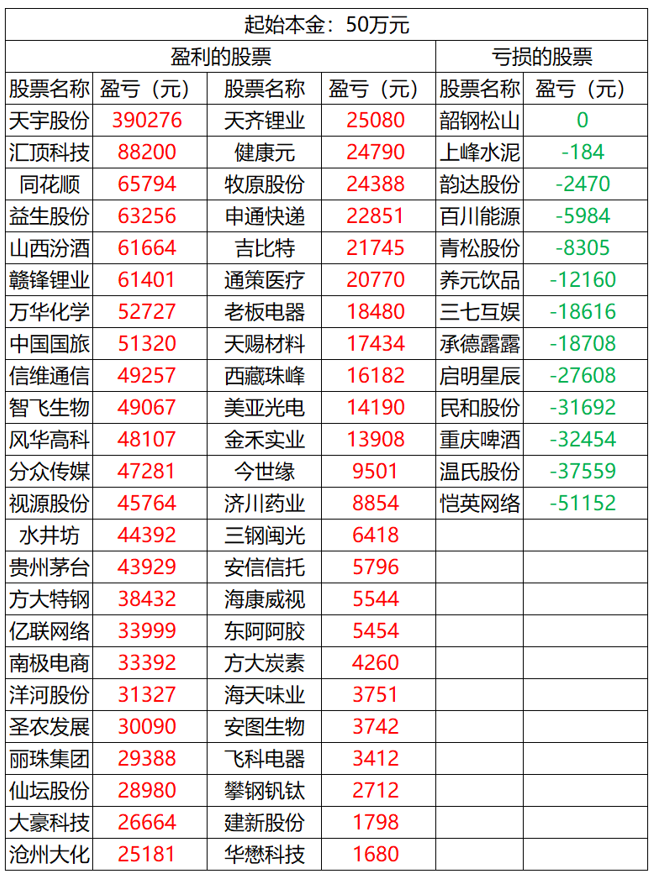 起始本金：50万元
盈利的股票 亏损的股票
股票名称 盈亏（元） 股票名称 盈亏（元） 股票名称 盈亏（元）
天宇股份 390276 天齐锂业 25080 韶钢松山 0
汇顶科技 88200 健康元 24790 上峰水泥 -184
同花顺 65794 牧原股份 24388 韵达股份 -2470
益生股份 63256 申通快递 22851 百川能源 -5984
山西汾酒 61664 吉比特 21745 青松股份 -8305
赣锋锂业 61401 通策医疗 20770 养元饮品 -12160
万华化学 52727 老板电器 18480 三七互娱 -18616
中国国旅 51320 天赐材料 17434 承德露露 -18708
信维通信 49257 西藏珠峰 16182 启明星辰 -27608
智飞生物 49067 美亚光电 14190 民和股份 -31692
风华高科 48107 金禾实业 13908 重庆啤酒 -32454
分众传媒 47281 今世缘 9501 温氏股份 -37559
视源股份 45764 济川药业 8854 恺英网络 -51152
水井坊 44392 三钢闽光 6418
贵州茅台 43929 安信信托 5796
方大特钢 38432 海康威视 5544
亿联网络 33999 东阿阿胶 5454
南极电商 33392 方大炭素 4260
洋河股份 31327 海天味业 3751
圣农发展 30090 安图生物 3742
丽珠集团 29388 飞科电器 3412
仙坛股份 28980 攀钢钒钛 2712
大豪科技 26664 建新股份 1798
沧州大化 25181 华懋科技 1680